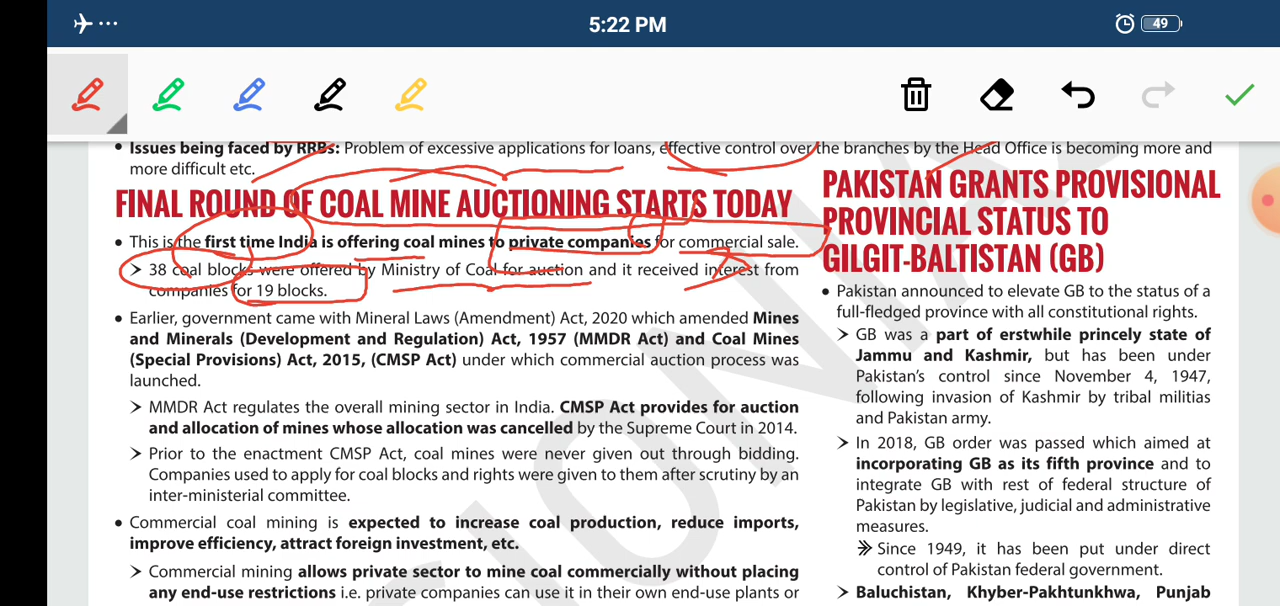 5:22 PM
49
• Issues being faced by RRBs: Problem of excessive applications for loans, effective control over the branches by the Head Office is becoming more and
more difficult etc.
FINAL ROUND OF COAL MINE AUCTIONING STARTS TODAY
• This is the first time India is offering coal mines to private companies for commercial sale.
38 coal blocks were offered by Ministry of Coal for auction and it received interest from
companies for 19 blocks.
• Earlier, government came with Mineral Laws (Amendment) Act, 2020 which amended Mines
and Minerals (Development and Regulation) Act, 1957 (MMDR Act) and Coal Mines
(Special Provisions) Act, 2015, (CMSP Act) under which commercial auction process was
launched.
MMDR Act regulates the overall mining sector in India. CMSP Act provides for auction
and allocation of mines whose allocation was cancelled by the Supreme Court in 2014.
Prior to the enactment CMSP Act, coal mines were never given out through bidding.
Companies used to apply for coal blocks and rights were given to them after scrutiny by an
inter-ministerial committee.
• Commercial coal mining is expected to increase coal production, reduce imports,
improve efficiency, attract foreign investment, etc.
Commercial mining allows private sector to mine coal commercially without placing
any end-use restrictions i.e. private companies can use it in their own end-use plants or
PAKISTAN GRANTS PROVISIONAL
PROVINCIAL STATUS TO
GILGIT-BALTISTAN (GB)
• Pakistan announced to elevate GB to the status of a
full-fledged province with all constitutional rights.
GB was a part of erstwhile princely state of
Jammu and Kashmir, but has been under
Pakistan's control since November 4, 1947,
following invasion of Kashmir by tribal militias
and Pakistan army.
In 2018, GB order was passed which aimed at
incorporating GB as its fifth province and to
integrate GB with rest of federal structure of
Pakistan by legislative, judicial and administrative
measures.
Since 1949, it has been put under direct
control of Pakistan federal government.
Baluchistan, Khyber-Pakhtunkhwa, Punjab